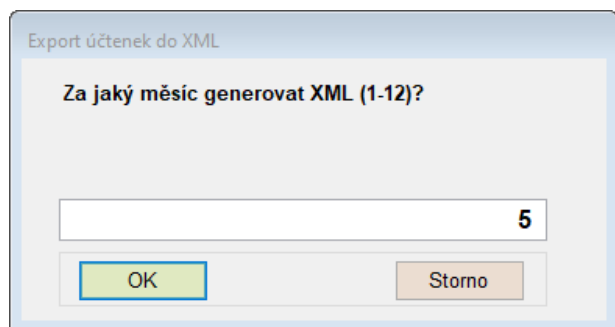 Export účtenek do XML
Za jaký měsíc generovat XML (1-12)?
5
OK
Storno